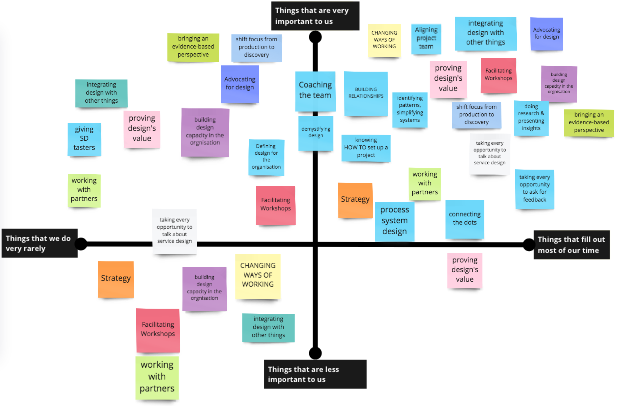 Things that are very
important to us
bringing an
evidence-based
perspective
shift focus from
production to
discovery
CHANGING
WAYS OF
WORKING
Aligning
project
team
integrating
design with
other things
Advocating
for design
integrating
design with
other things
Advocating
for design
Coaching
the team
BUILDING
RELATIONSHIPS
proving
design's
value
Facilitating
Workshops
building
design
capacity in the
orgnisation
giving
SD
tasters
proving
design's
value
building
design
capacity in the
orgnisation
demystifying
design
identifying
patterns,
simplifying
systems
shift focus from
production to
discovery
doing
research &
presenting
insights
bringing an
evidence-based
perspective
Defining
design for
the
organisation
knowing
HOW TO set up a
project
taking every
opportunity to
talk about
service design
working
with
partners
Facilitating
Workshops
Strategy
working
with
partners
taking every
opportunity
to ask for
feedback
taking every
opportunity to
talk about
service design
process
system
design
connecting
the dots
Things that we do
very rarely
Things that fill out
most of our time
Strategy
building
design
capacity in the
orgnisation
CHANGING
WAYS OF
WORKING
proving
design's
value
Facilitating
Workshops
integrating
design with
other things
working
with
partners
Things that are less
important to us